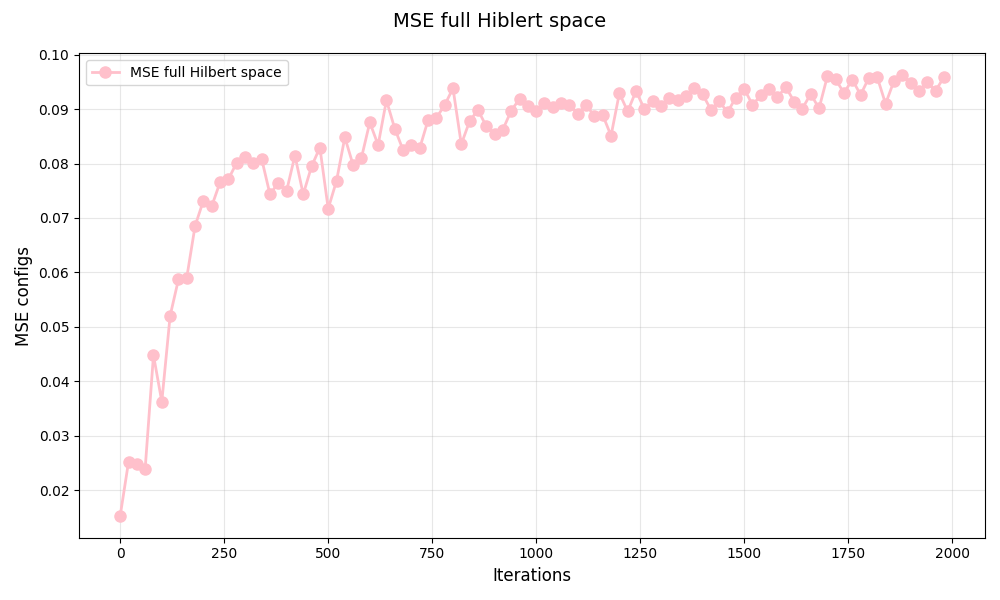 MSE full Hiblert space
MSE full Hilbert space
MSE configs
0.10
0.09
0.08
0.07
0.06
0.05
0.04
0.03
0.02
0 250 500 750 1000 1250 1500 1750 2000
Iterations